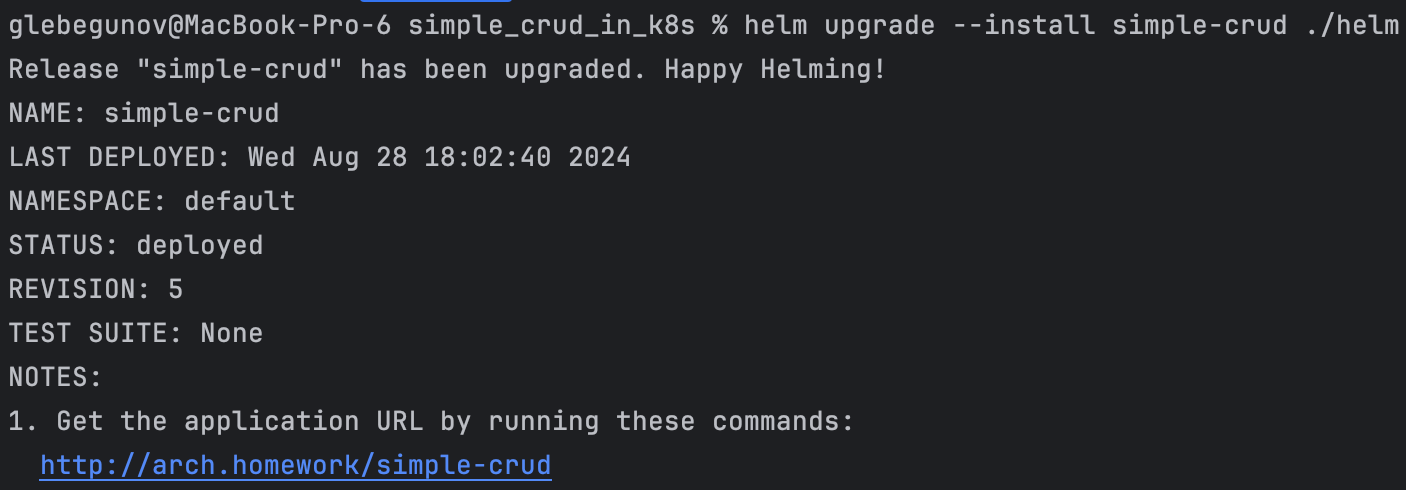 glebegunov@MacBook-Pro-6 simple_crud_in_k8s % helm upgrade --install simple-crud ./helm
Release "simple-crud" has been upgraded. Happy Helming!
NAME: simple-crud
LAST DEPLOYED: Wed Aug 28 18:02:40 2024
NAMESPACE: default
STATUS: deployed
REVISION: 5
TEST SUITE: None
NOTES:
1. Get the application URL by running these commands:
http://arch.homework/simple-crud